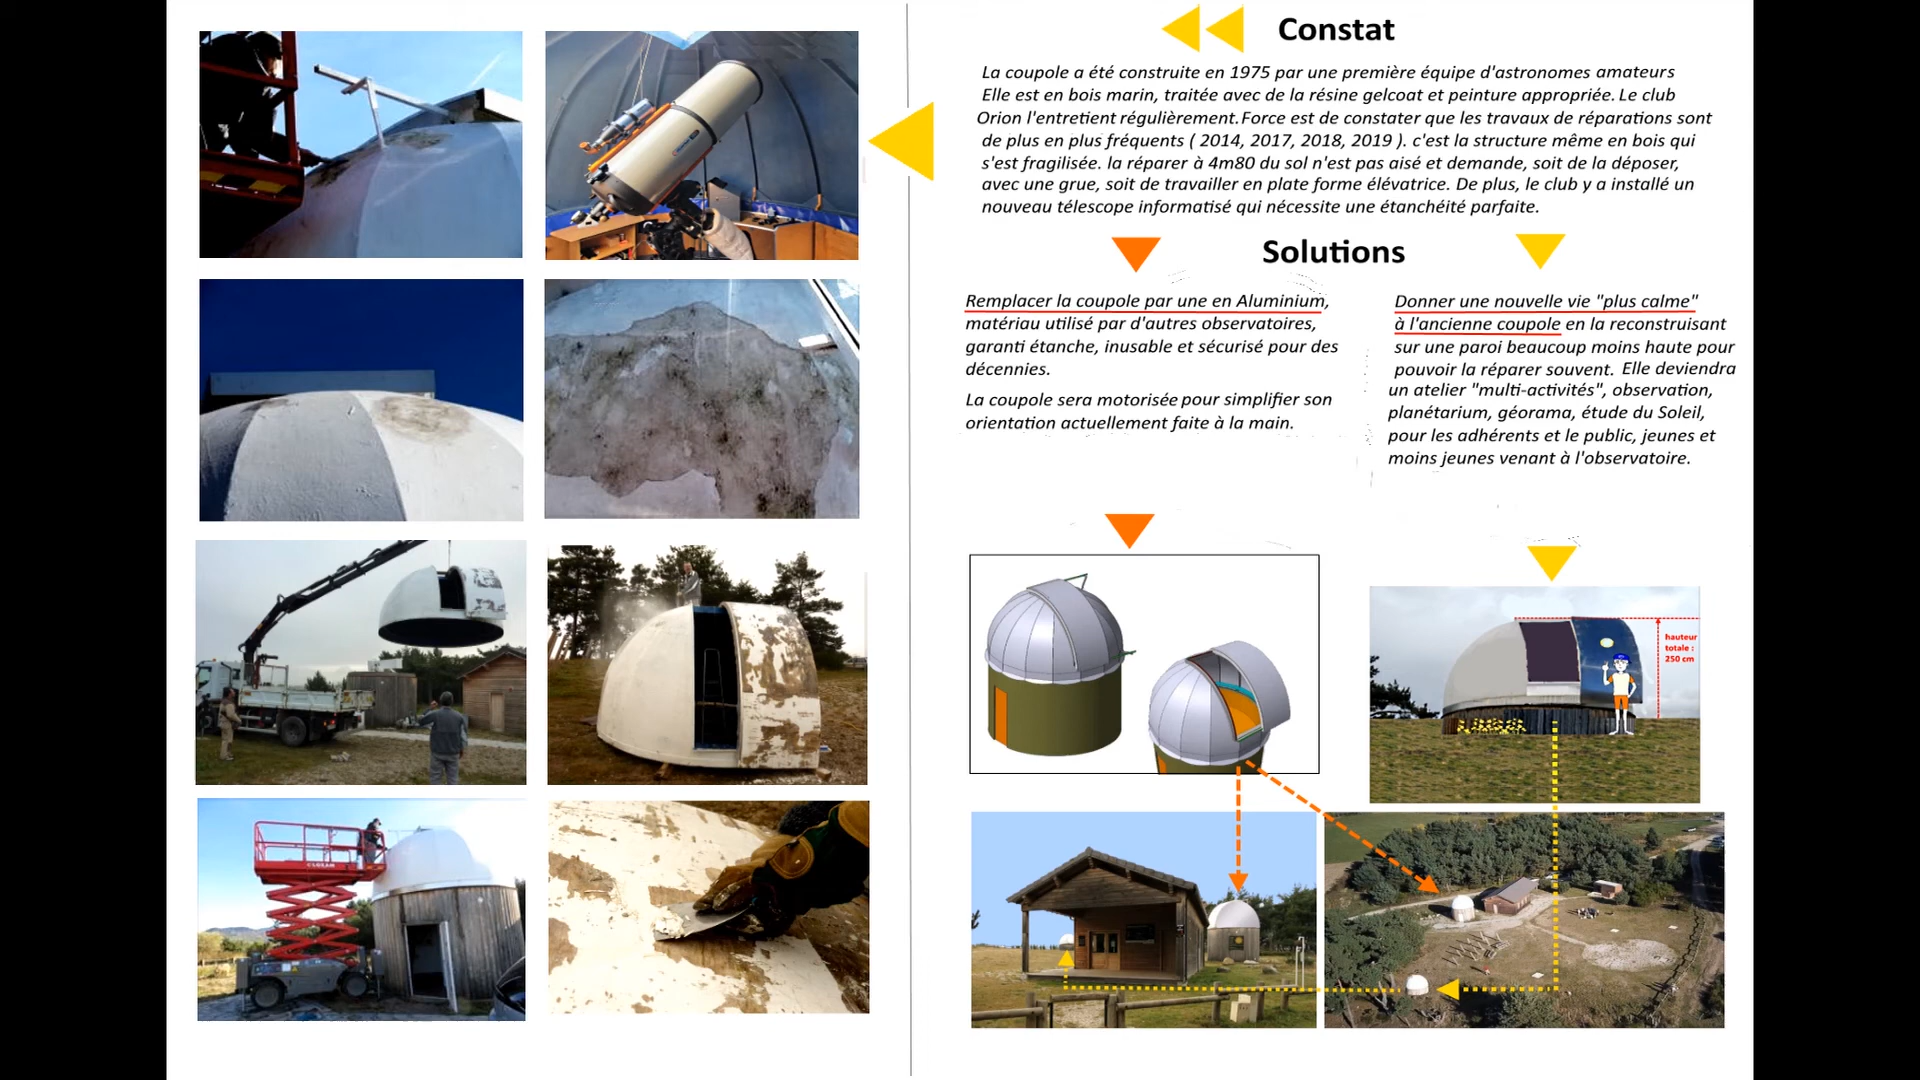 Constat
La coupole a été construite en 1975 par une première équipe d'astronomes amateurs
Elle est en bois marin, traitée avec de la résine gelcoat et peinture appropriée. Le club
Orion l'entretient régulièrement. Force est de constater que les travaux de réparations sont
de plus en plus fréquents ( 2014, 2017, 2018, 2019 ). c'est la structure même en bois qui
s'est fragilisée. la réparer à 4m80 du sol n'est pas aisé et demande, soit de la déposer,
avec une grue, soit de travailler en plate forme élévatrice. De plus, le club y a installé un
nouveau télescope informatisé qui nécessite une étanchéité parfaite.
Solutions
Remplacer la coupole par une en Aluminium,
matériau utilisé par d'autres observatoires,
garanti étanche, inusable et sécurisé pour des
décennies.
La coupole sera motorisée pour simplifier son
orientation actuellement faite à la main.
Donner une nouvelle vie "plus calme"
à l'ancienne coupole en la reconstruisant
sur une paroi beaucoup moins haute pour
pouvoir la réparer souvent. Elle deviendra
un atelier "multi-activités", observation,
planétarium, géorama, étude du Soleil,
pour les adhérents et le public, jeunes et
moins jeunes venant à l'observatoire.
hauteur
totale :
250 cm